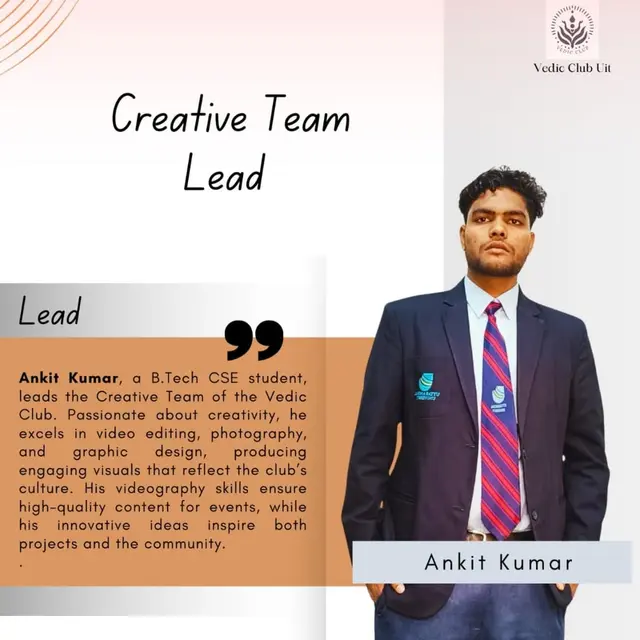 VEDIC CLUB
Vedic Club Uit
Creative Team
Lead
Lead
Ankit Kumar, a B.Tech CSE student,
leads the Creative Team of the Vedic
Club. Passionate about creativity, he
excels in video editing, photography,
and graphic design, producing
engaging visuals that reflect the club's
culture. His videography skills ensure
high-quality content for events, while
his innovative ideas inspire both
projects and the community.
.
Ankit Kumar